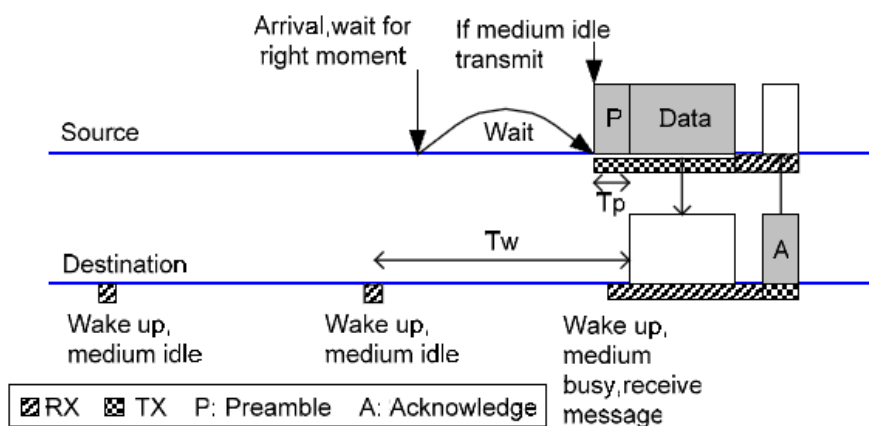 Arrival,wait for
right moment
If medium idle
transmit
P
Data
Source
Wait
Tp
Tw
A
Destination
Wake up,
medium idle
Wake up,
medium idle
Wake up,
medium
busy,receive
message
RX TX P: Preamble A: Acknowledge